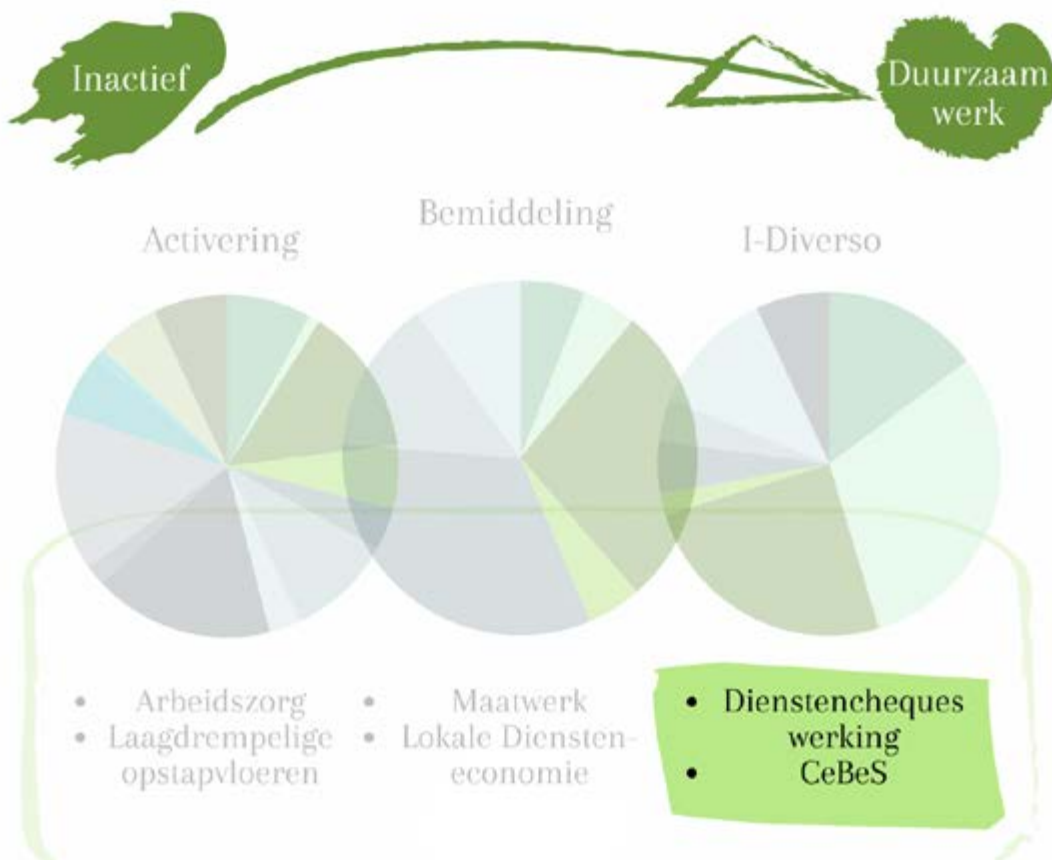 Inactief
Duurzaam
werk
Activering
Bemiddeling
I-Diverso
• Arbeidszorg
• Laagdrempelige
opstapvloeren
• Maatwerk
• Lokale Diensten-
economie
• Dienstencheques
werking
• CeBeS